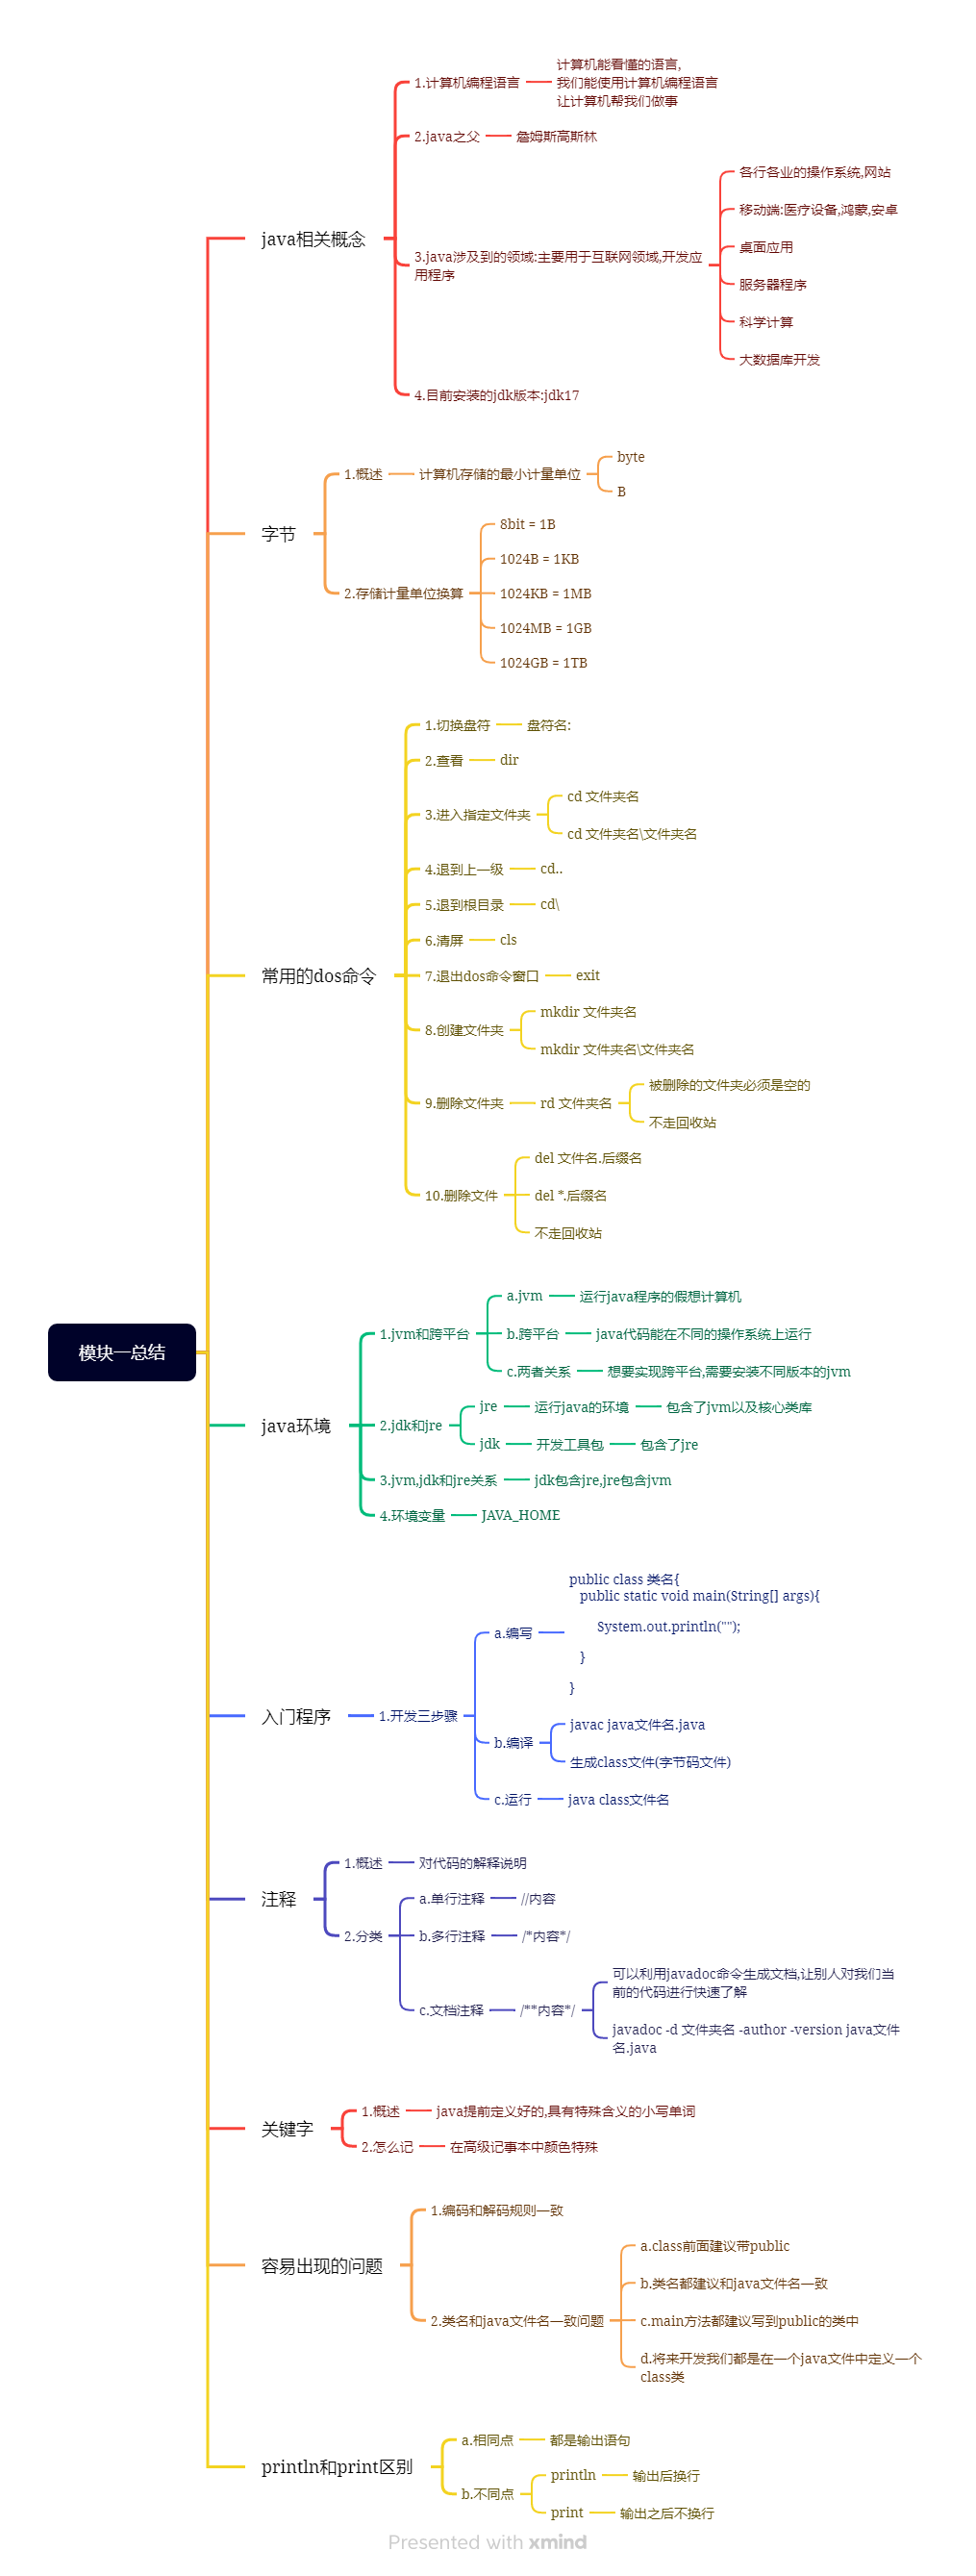 模块一总结
java相关概念
1.计算机编程语言
计算机能看懂的语言,
我们能使用计算机编程语言
让计算机帮我们做事
2.java之父
詹姆斯高斯林
3.java涉及到的领域:主要用于互联网领域,开发应
用程序
各行各业的操作系统,网站
移动端:医疗设备,鸿蒙,安卓
桌面应用
服务器程序
科学计算
大数据库开发
4.目前安装的jdk版本:jdk17
字节
1.概述
计算机存储的最小计量单位
byte
B
2.存储计量单位换算
8bit = 1B
1024B = 1KB
1024KB = 1MB
1024MB = 1GB
1024GB = 1TB
常用的dos命令
1.切换盘符
盘符名:
2.查看
dir
3.进入指定文件夹
cd 文件夹名
cd 文件夹名\文件夹名
4.退到上一级
cd..
5.退到根目录
cd\
6.清屏
cls
7.退出dos命令窗口
exit
8.创建文件夹
mkdir 文件夹名
mkdir 文件夹名\文件夹名
9.删除文件夹
rd 文件夹名
被删除的文件夹必须是空的
不走回收站
10.删除文件
del 文件名.后缀名
del *.后缀名
不走回收站
java环境
1.jvm和跨平台
a.jvm
运行java程序的假想计算机
b.跨平台
java代码能在不同的操作系统上运行
c.两者关系
想要实现跨平台,需要安装不同版本的jvm
2.jdk和jre
jre
运行java的环境
包含了jvm以及核心类库
jdk
开发工具包
包含了jre
3.jvm,jdk和jre关系
jdk包含jre,jre包含jvm
4.环境变量
JAVA_HOME
入门程序
1.开发三步骤
a.编写
public class 类名{
public static void main(String[] args){
System.out.println("");
}
}
b.编译
javac java文件名.java
生成class文件(字节码文件)
c.运行
java class文件名
注释
1.概述
对代码的解释说明
2.分类
a.单行注释
//内容
b.多行注释
/*内容*/
c.文档注释
/**内容*/
可以利用javadoc命令生成文档,让别人对我们当
前的代码进行快速了解
javadoc -d 文件夹名 -author -version java文件
名.java
关键字
1.概述
java提前定义好的,具有特殊含义的小写单词
2.怎么记
在高级记事本中颜色特殊
容易出现的问题
1.编码和解码规则一致
2.类名和java文件名一致问题
a.class前面建议带public
b.类名都建议和java文件名一致
c.main方法都建议写到public的类中
d.将来开发我们都是在一个java文件中定义一个
class类
println和print区别
a.相同点
都是输出语句
b.不同点
println
输出后换行
print
输出之后不换行
Presented with xmind